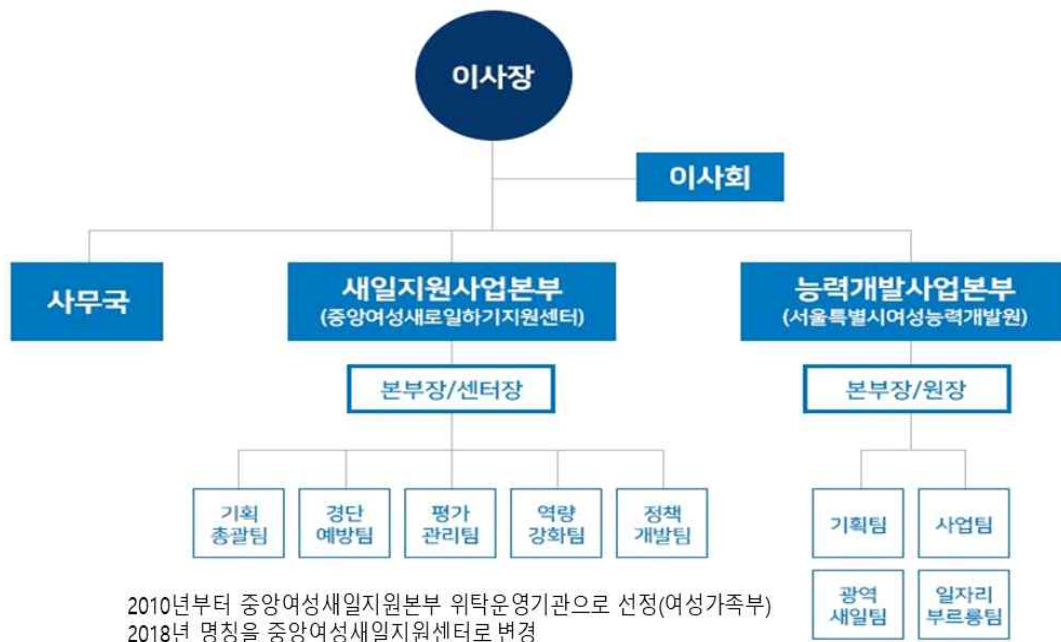 이사장
이사회
사무국
새일지원사업본부
(중앙여성새로일하기지원센터)
능력개발사업본부
(서울특별시여성능력개발원)
본부장/센터장
본부장/원장
기획
총괄팀
경단
예방팀
평가
관리팀
역량
강화팀
정책
개발팀
기획팀
사업팀
광역
새일팀
일자리
부르릉팀
2010년부터 중앙여성새일지원본부 위탁운영기관으로 선정(여성가족부)
2018년 명칭을 중앙여성새일지원센터로 변경